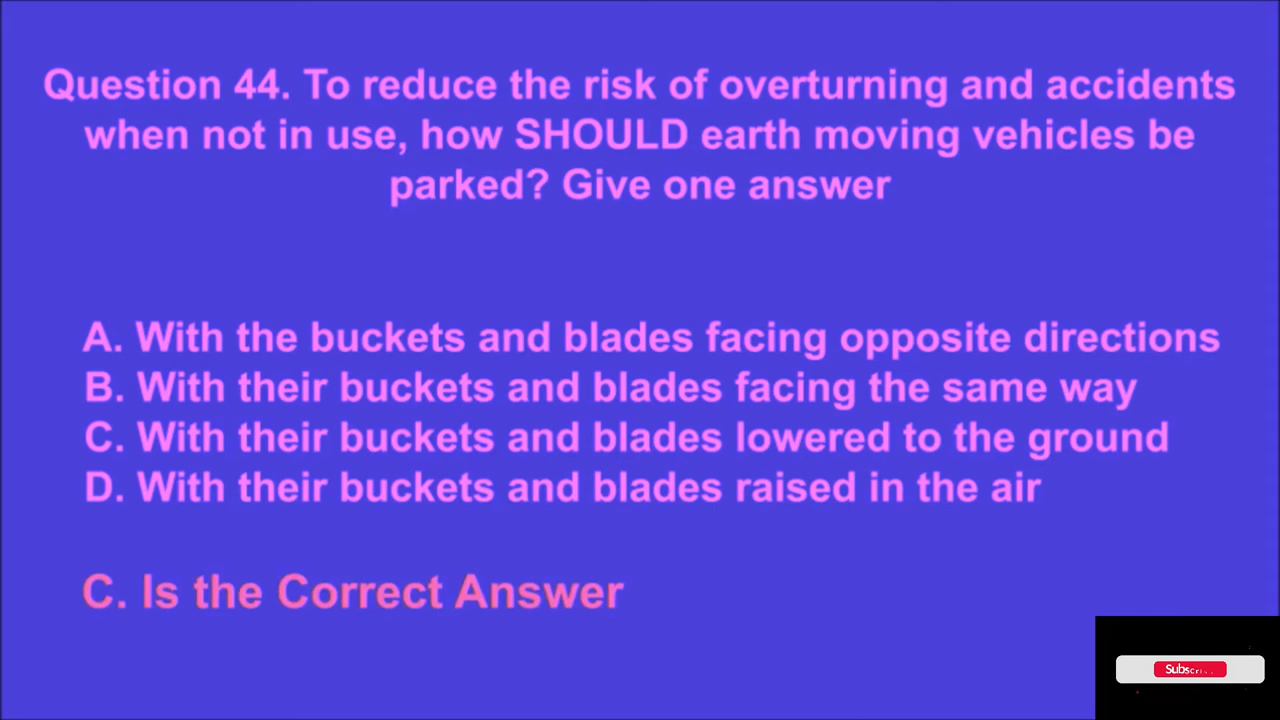 Question 44. To reduce the risk of overturning and accidents
when not in use, how SHOULD earth moving vehicles be
parked? Give one answer
A. With the buckets and blades facing opposite directions
B. With their buckets and blades facing the same way
C. With their buckets and blades lowered to the ground
D. With their buckets and blades raised in the air
C. Is the Correct Answer
Subscri..